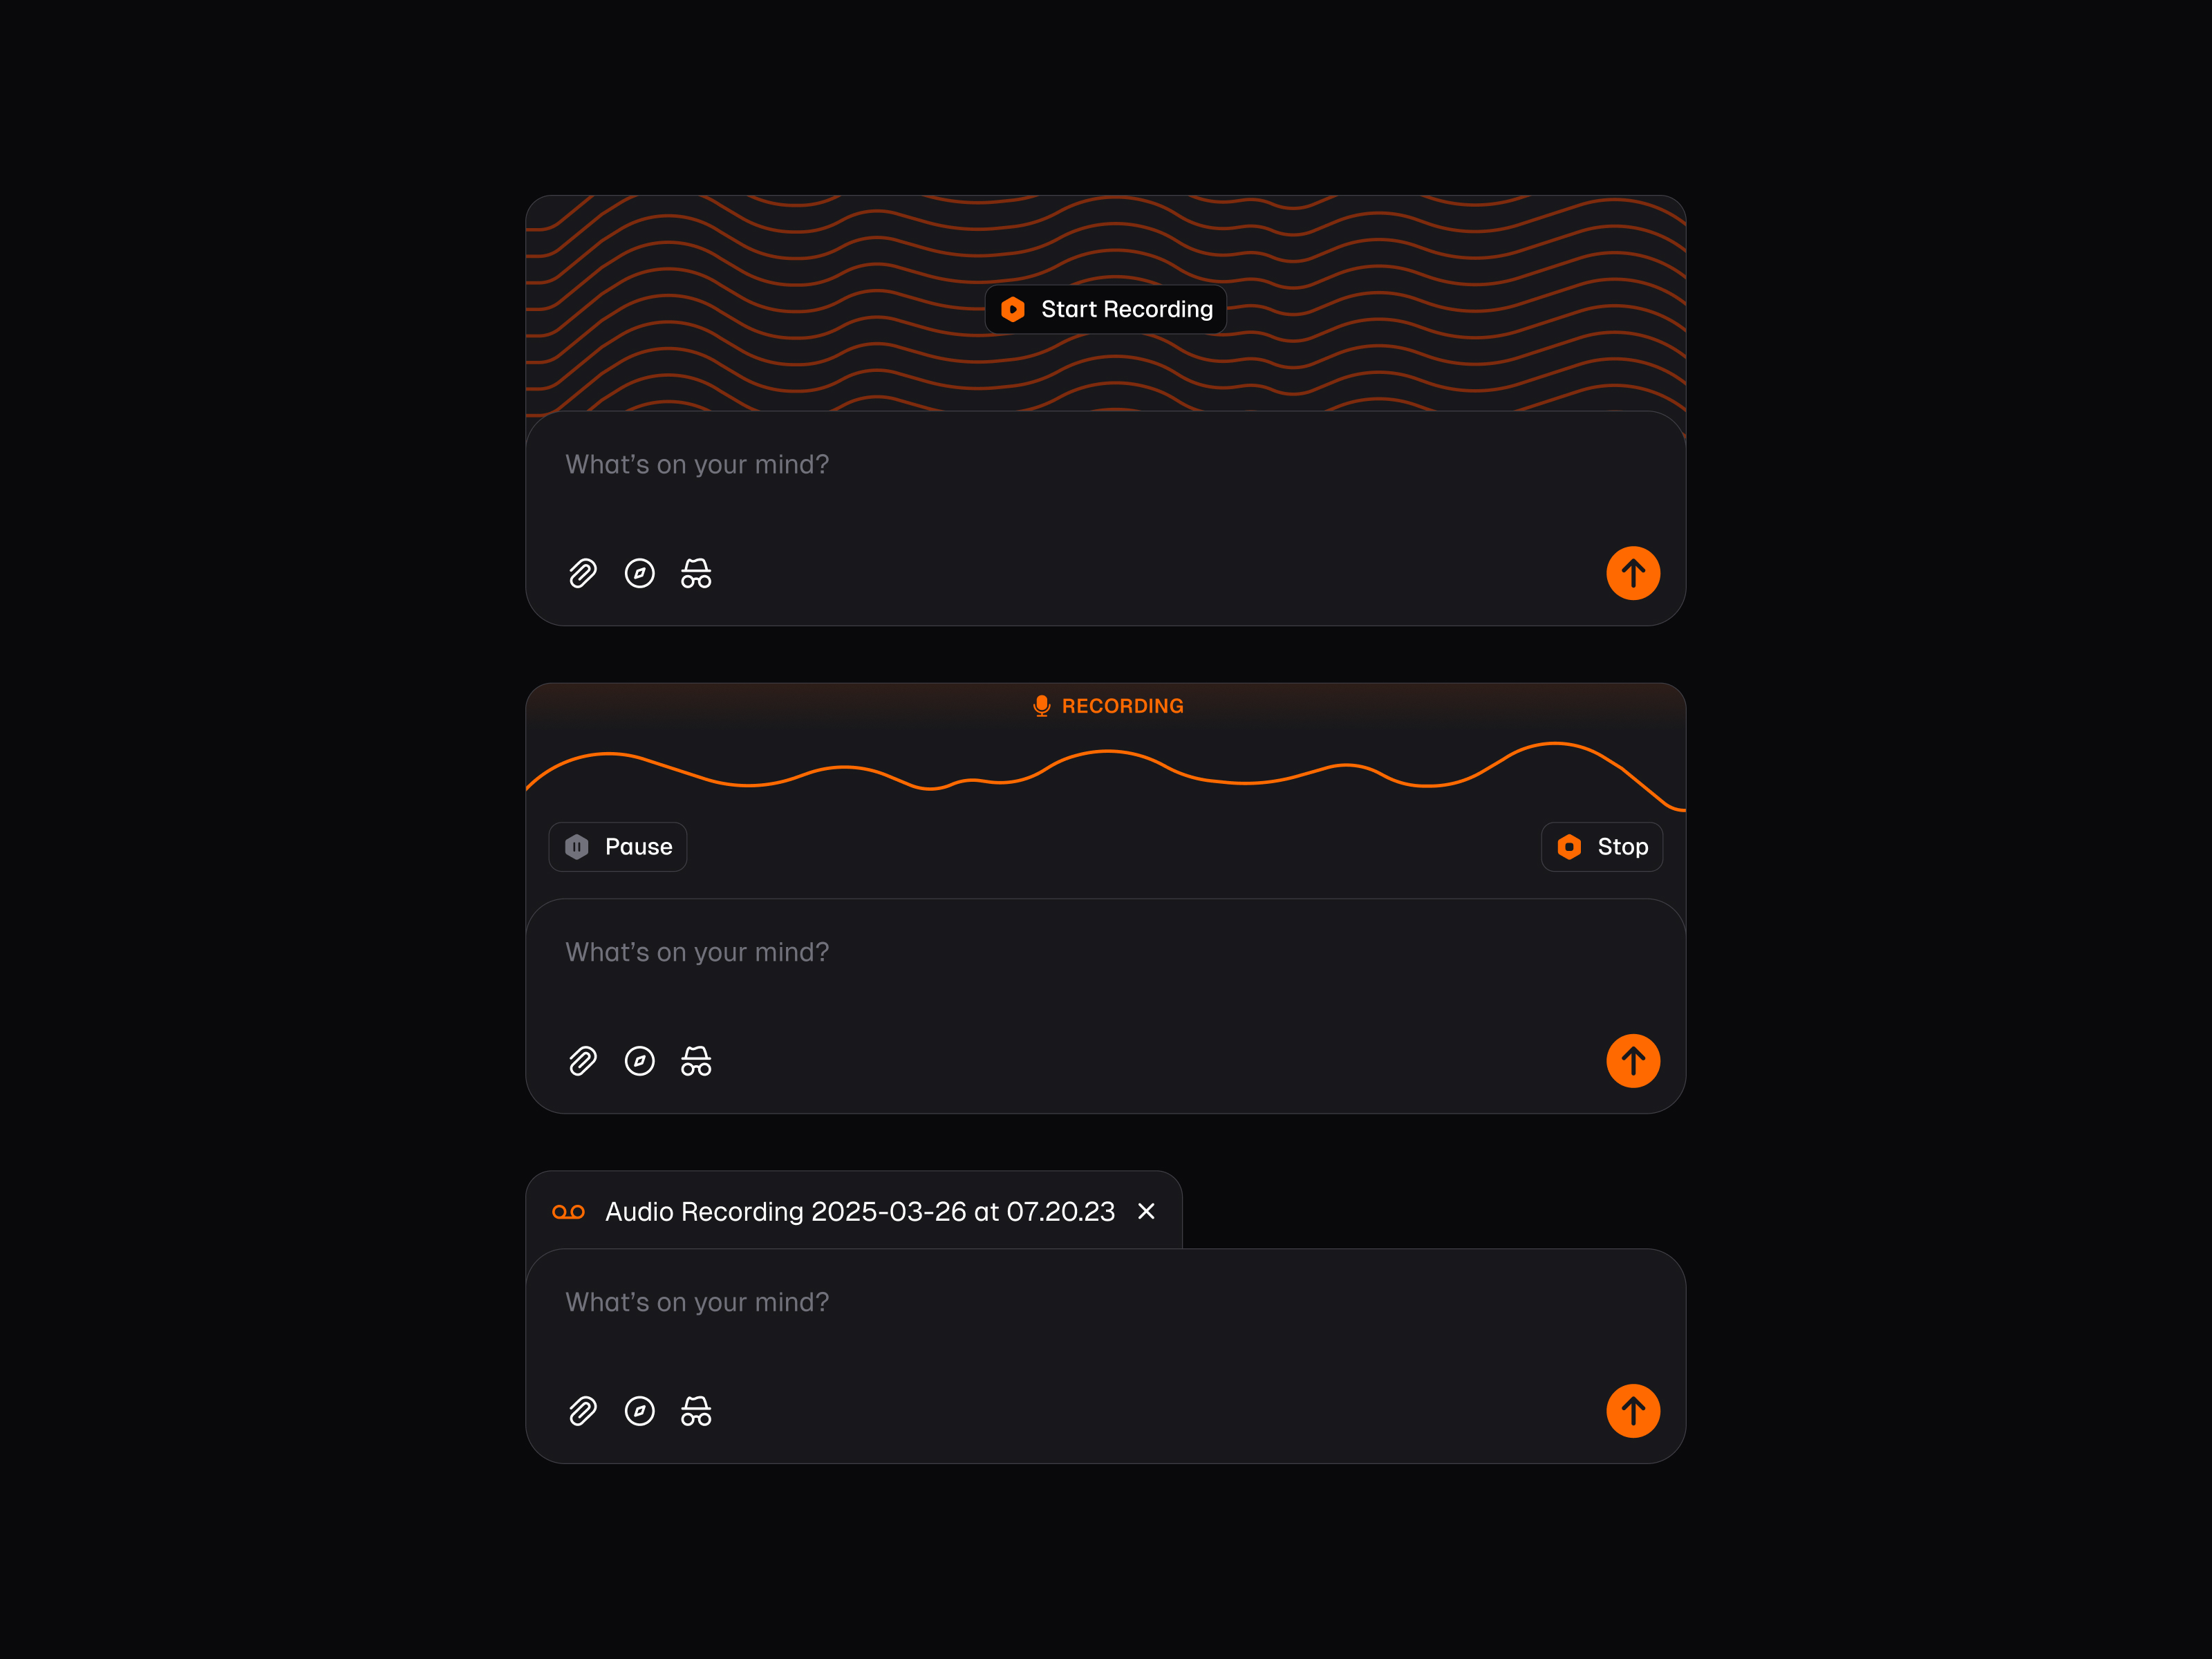 Start Recording
What’s on your mind?
RECORDING
Pause
Stop
What’s on your mind?
Audio Recording 2025-03-26 at 07.20.23
What’s on your mind?